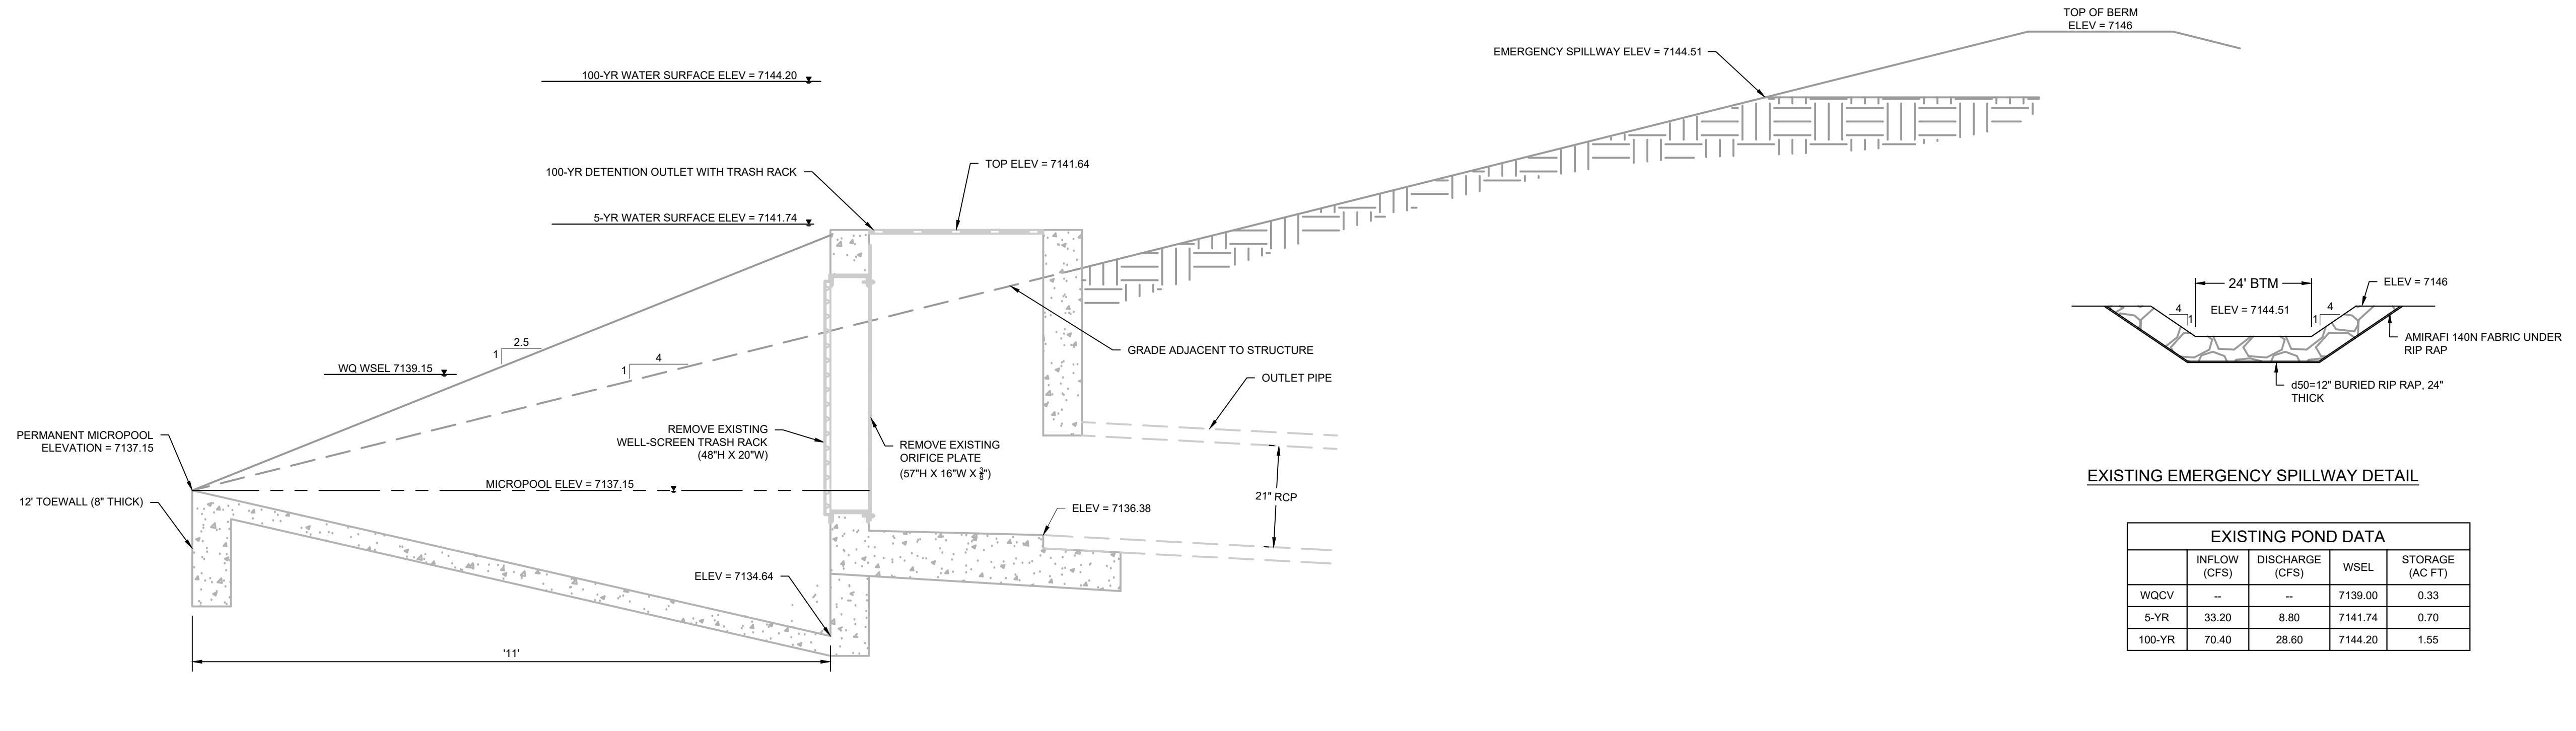 TOP OF BERM
ELEV = 7146
EMERGENCY SPILLWAY ELEV = 7144.51
100-YR WATER SURFACE ELEV = 7144.20
TOP ELEV = 7141.64
100-YR DETENTION OUTLET WITH TRASH RACK
5-YR WATER SURFACE ELEV = 7141.74
2.5
1
4
1
WQ WSEL 7139.15
GRADE ADJACENT TO STRUCTURE
OUTLET PIPE
PERMANENT MICROPOOL
ELEVATION = 7137.15
REMOVE EXISTING
WELL-SCREEN TRASH RACK
(48"H X 20"W)
REMOVE EXISTING
ORIFICE PLATE
(57"H X 16"W X 3/8")
MICROPOOL ELEV = 7137.15
12' TOEWALL (8" THICK)
21" RCP
ELEV = 7136.38
ELEV = 7134.64
'11'
24' BTM
ELEV = 7146
4
1
ELEV = 7144.51
4
1
AMIRAFI 140N FABRIC UNDER
RIP RAP
d50=12" BURIED RIP RAP, 24"
THICK
EXISTING EMERGENCY SPILLWAY DETAIL
EXISTING POND DATA
INFLOW (CFS) DISCHARGE (CFS) WSEL STORAGE (AC FT)
WQCV -- -- 7139.00 0.33
5-YR 33.20 8.80 7141.74 0.70
100-YR 70.40 28.60 7144.20 1.55